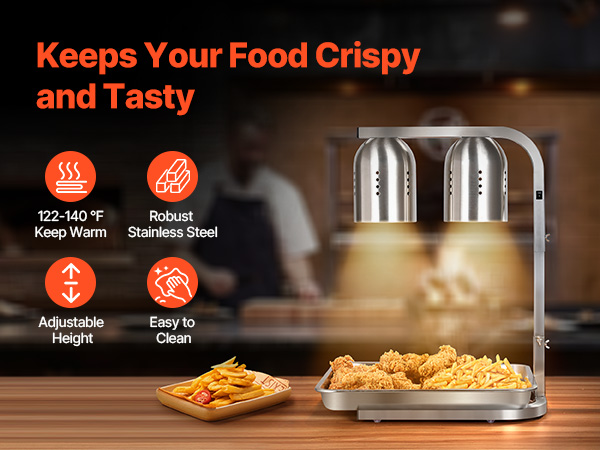 Keeps Your Food Crispy
and Tasty
122-140 °F
Keep Warm
Robust
Stainless Steel
Adjustable
Height
Easy to
Clean